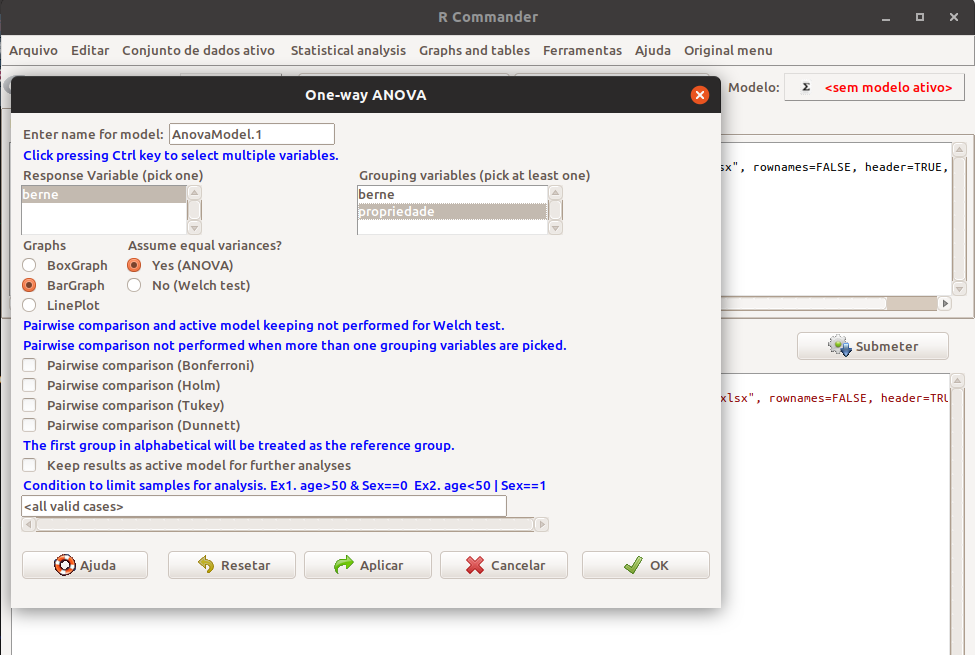 R Commander
Arquivo Editar Conjunto de dados ativo Statistical analysis Graphs and tables Ferramentas Ajuda Original menu
Modelo: Σ <sem modelo ativo>
One-way ANOVA
Enter name for model: AnovaModel.1
Click pressing Ctrl key to select multiple variables.
Response Variable (pick one) Grouping variables (pick at least one)
berne berne
propriedade
Graphs Assume equal variances?
BoxGraph Yes (ANOVA)
BarGraph No (Welch test)
LinePlot
Pairwise comparison and active model keeping not performed for Welch test.
Pairwise comparison not performed when more than one grouping variables are picked.
Pairwise comparison (Bonferroni)
Pairwise comparison (Holm)
Pairwise comparison (Tukey)
Pairwise comparison (Dunnett)
The first group in alphabetical will be treated as the reference group.
Keep results as active model for further analyses
Condition to limit samples for analysis. Ex1. age>50 & Sex==0 Ex2. age<50 | Sex==1
<all valid cases>
Ajuda Resetar Aplicar Cancelar OK
sx", rownames=FALSE, header=TRUE,
Submeter
xlsx", rownames=FALSE, header=TRU